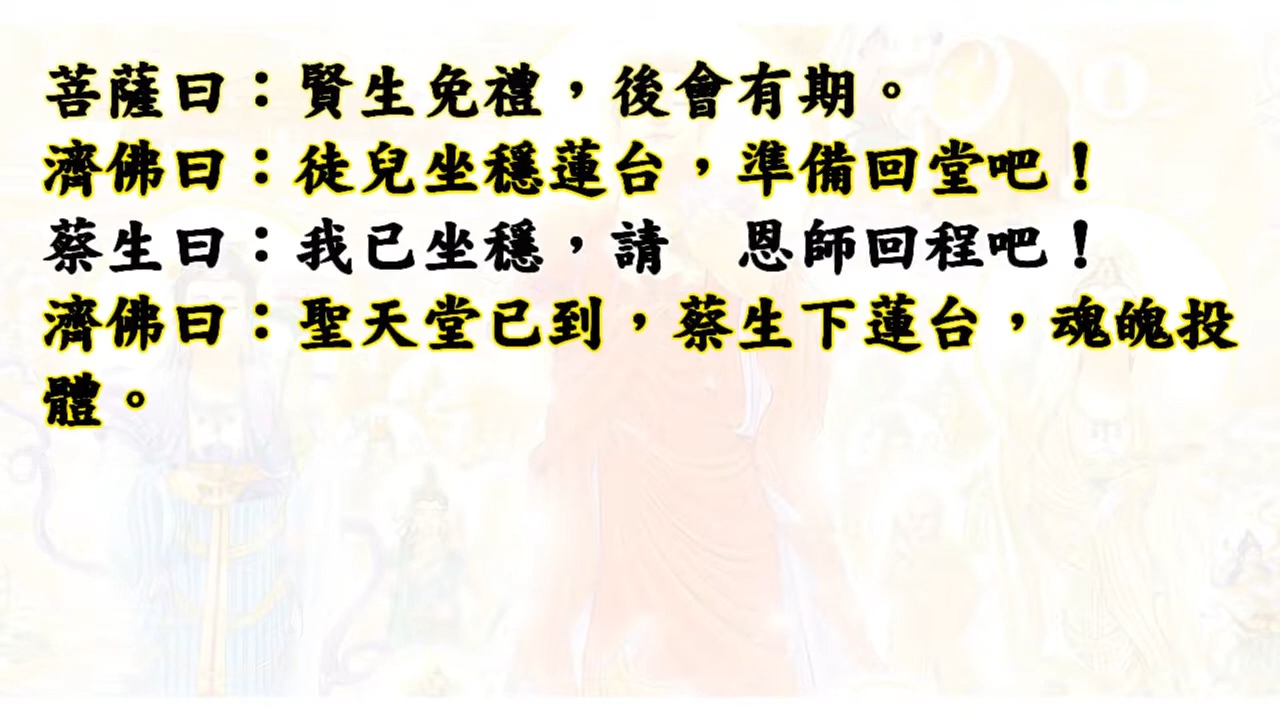 菩薩曰：賢生免禮，後會有期。
濟佛曰：徒兒坐穩蓮台，準備回堂吧！
蔡生曰：我已坐穩，請　恩師回程吧！
濟佛曰：聖天堂已到，蔡生下蓮台，魂魄投
體。